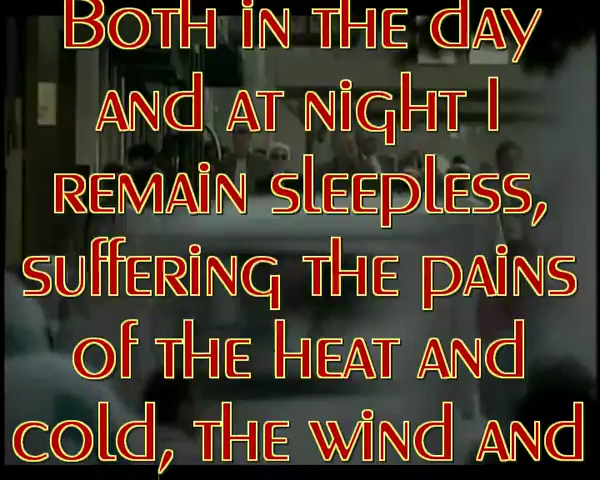 Both in the day
and at night I
remain sleepless,
suffering the pains
of the heat and
cold, the wind and